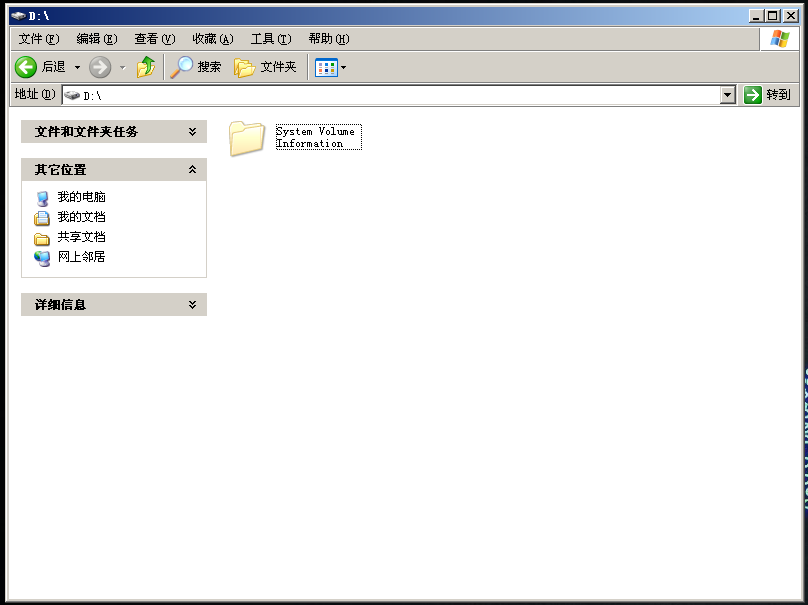 D:\
文件(F) 编辑(E) 查看(V) 收藏(A) 工具(T) 帮助(H)
后退 搜索 文件夹
地址(D) D:\ 转到
文件和文件夹任务
System Volume
Information
其它位置
我的电脑
我的文档
共享文档
网上邻居
详细信息